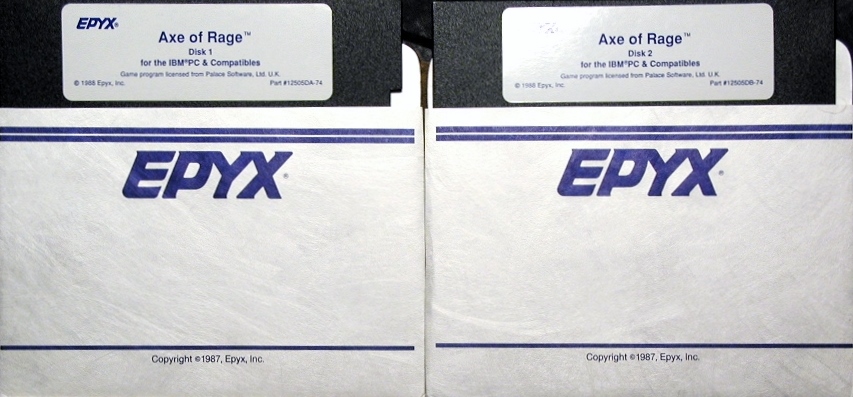 EPYX®
Axe of Rage™
Disk 1
for the IBM®PC & Compatibles
Game program licensed from Palace Software, Ltd. U.K.
© 1988 Epyx, Inc.
Part #12505DA-74
EPYX®
Copyright ©1987, Epyx, Inc.
Axe of Rage™
Disk 2
for the IBM®PC & Compatibles
Game program licensed from Palace Software, Ltd. U.K.
© 1988 Epyx, Inc.
Part #12505DB-74
EPYX®
Copyright ©1987, Epyx, Inc.